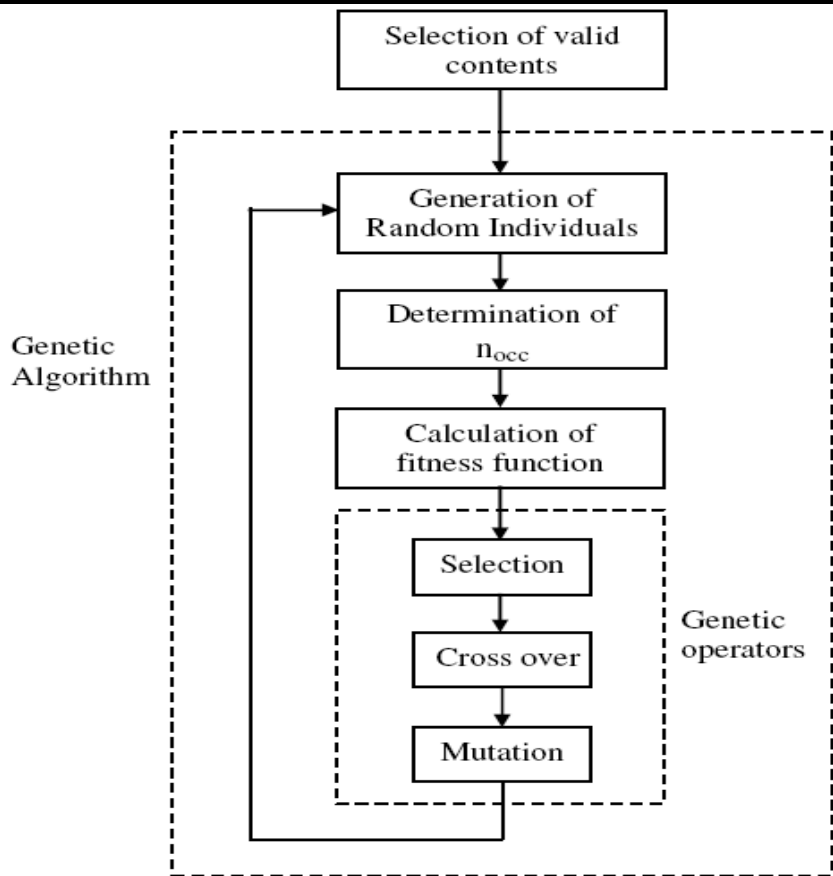 Selection of valid
contents
Generation of
Random Individuals
Determination of
nocc
Genetic
Algorithm
Calculation of
fitness function
Selection
Genetic
operators
Cross over
Mutation